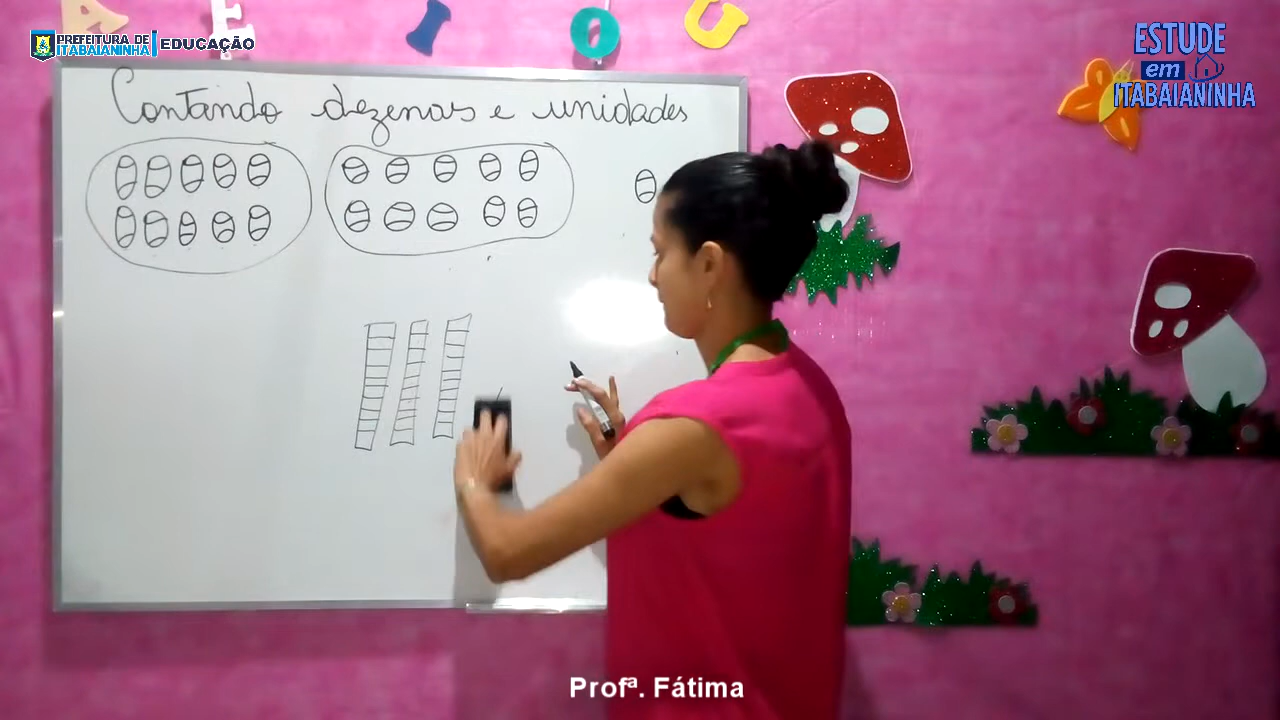 A E I O U
PREFEITURA DE
ITABAIANINHA
EDUCAÇÃO
ESTUDE
em
ITABAIANINHA
Contando dezenas e unidades
Profª. Fátima